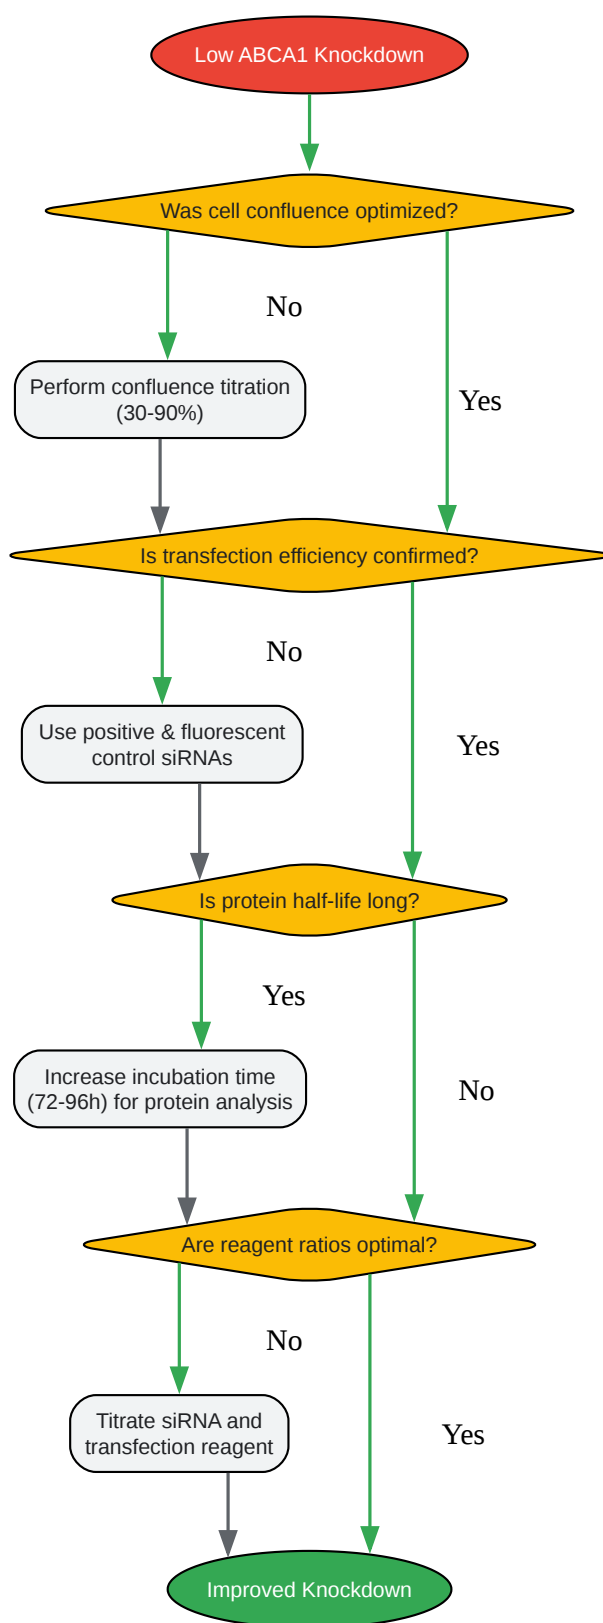 Low ABCA1 Knockdown
Was cell confluence optimized?
No
Perform confluence titration
(30-90%)
Yes
Is transfection efficiency confirmed?
No
Use positive & fluorescent
control siRNAs
Yes
Is protein half-life long?
Yes
Increase incubation time
(72-96h) for protein analysis
No
Are reagent ratios optimal?
No
Titrate siRNA and
transfection reagent
Yes
Improved Knockdown